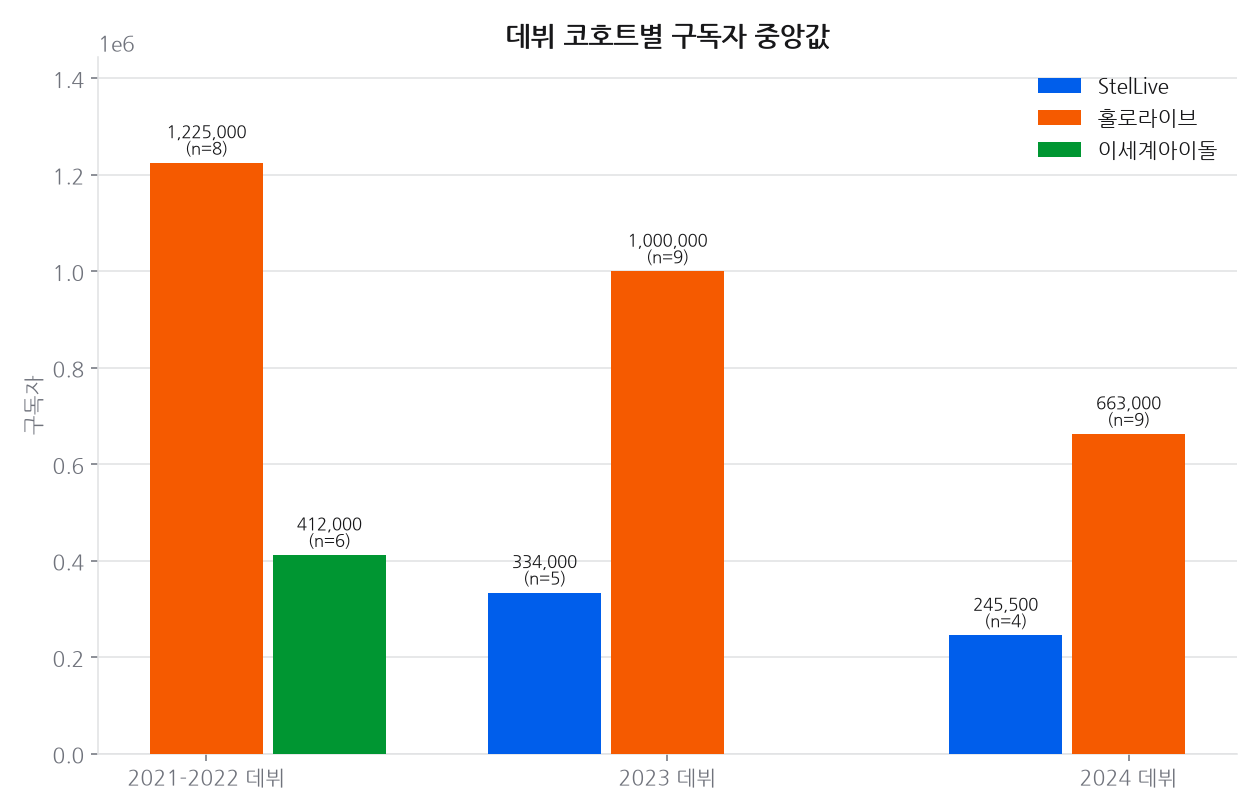 데뷔 코호트별 구독자 중앙값
1e6
StelLive
홀로라이브
이세계아이돌
구독자
1.4
1.2
1.0
0.8
0.6
0.4
0.2
0.0
1,225,000
(n=8)
412,000
(n=6)
334,000
(n=5)
1,000,000
(n=9)
245,500
(n=4)
663,000
(n=9)
2021-2022 데뷔
2023 데뷔
2024 데뷔